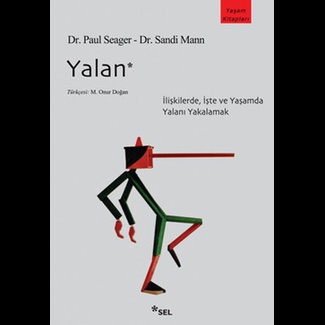 Yaşam
Kitapları
Dr. Paul Seager - Dr. Sandi Mann
Yalan*
Türkçesi: M. Onur Doğan
İlişkilerde, İşte ve Yaşamda
Yalanı Yakalamak
*SEL